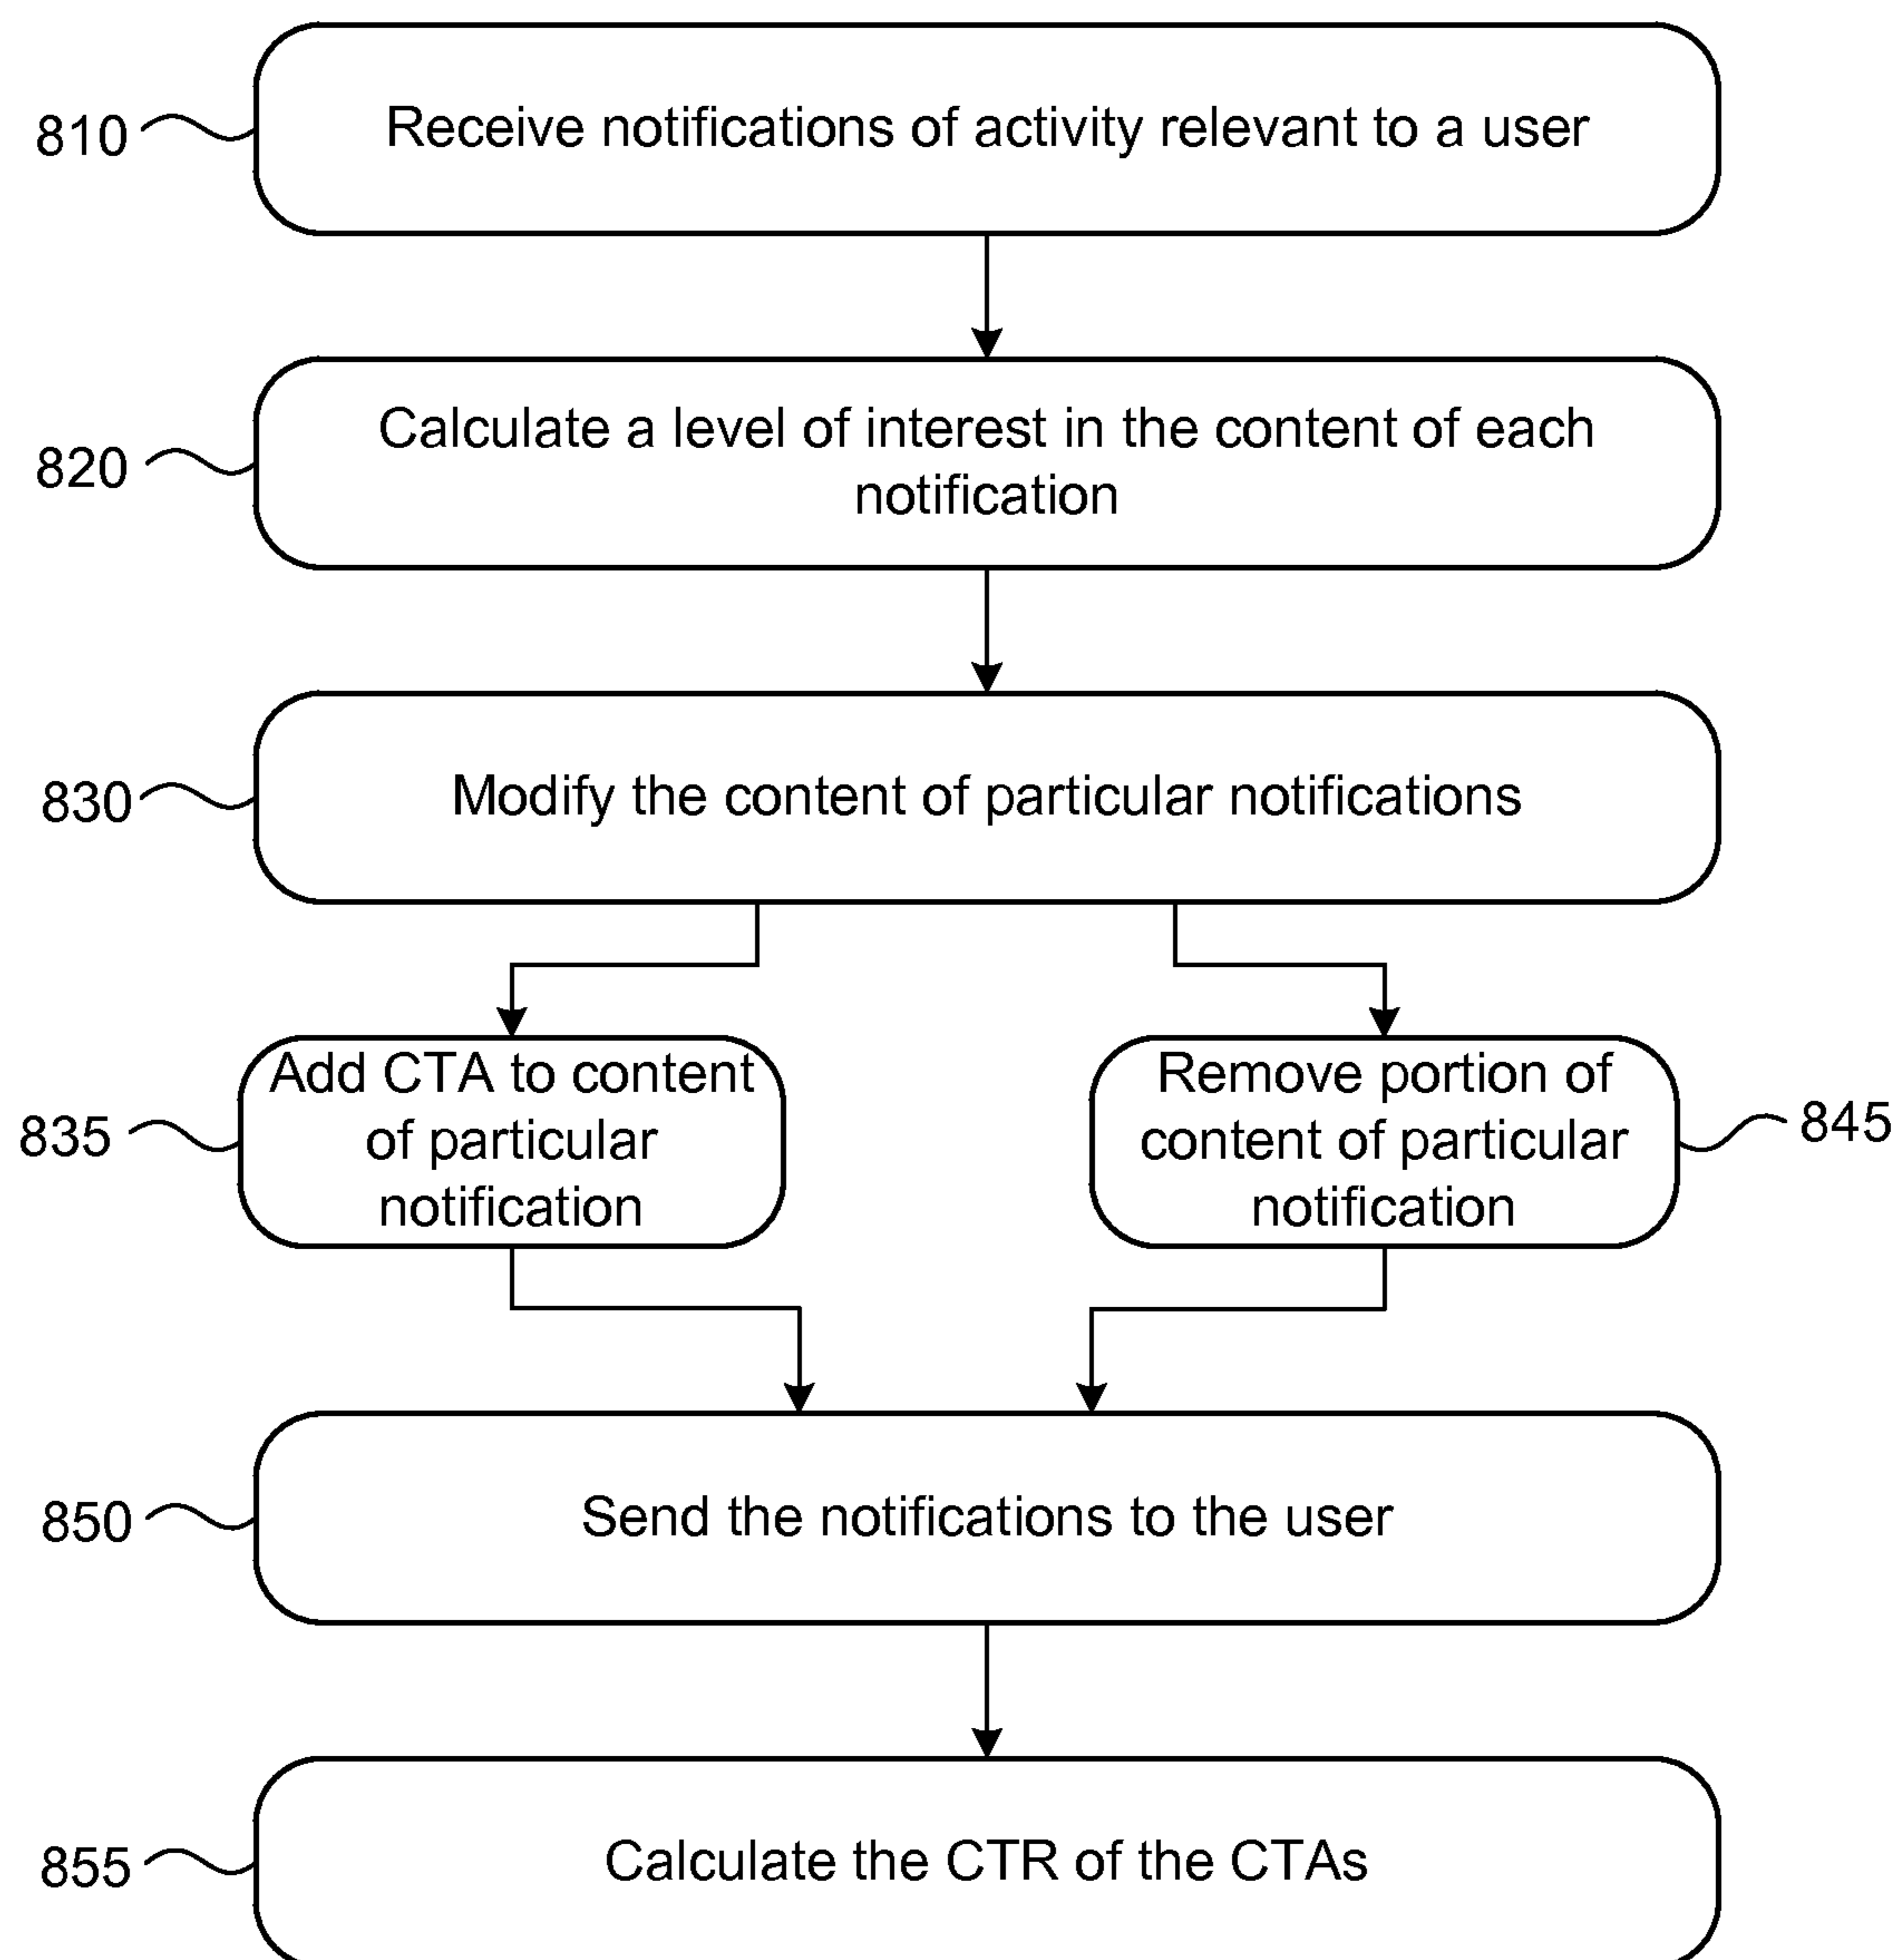 810
Receive notifications of activity relevant to a user
820
Calculate a level of interest in the content of each
notification
830
Modify the content of particular notifications
835
Add CTA to content
of particular
notification
Remove portion of
content of particular
notification
845
850
Send the notifications to the user
855
Calculate the CTR of the CTAs